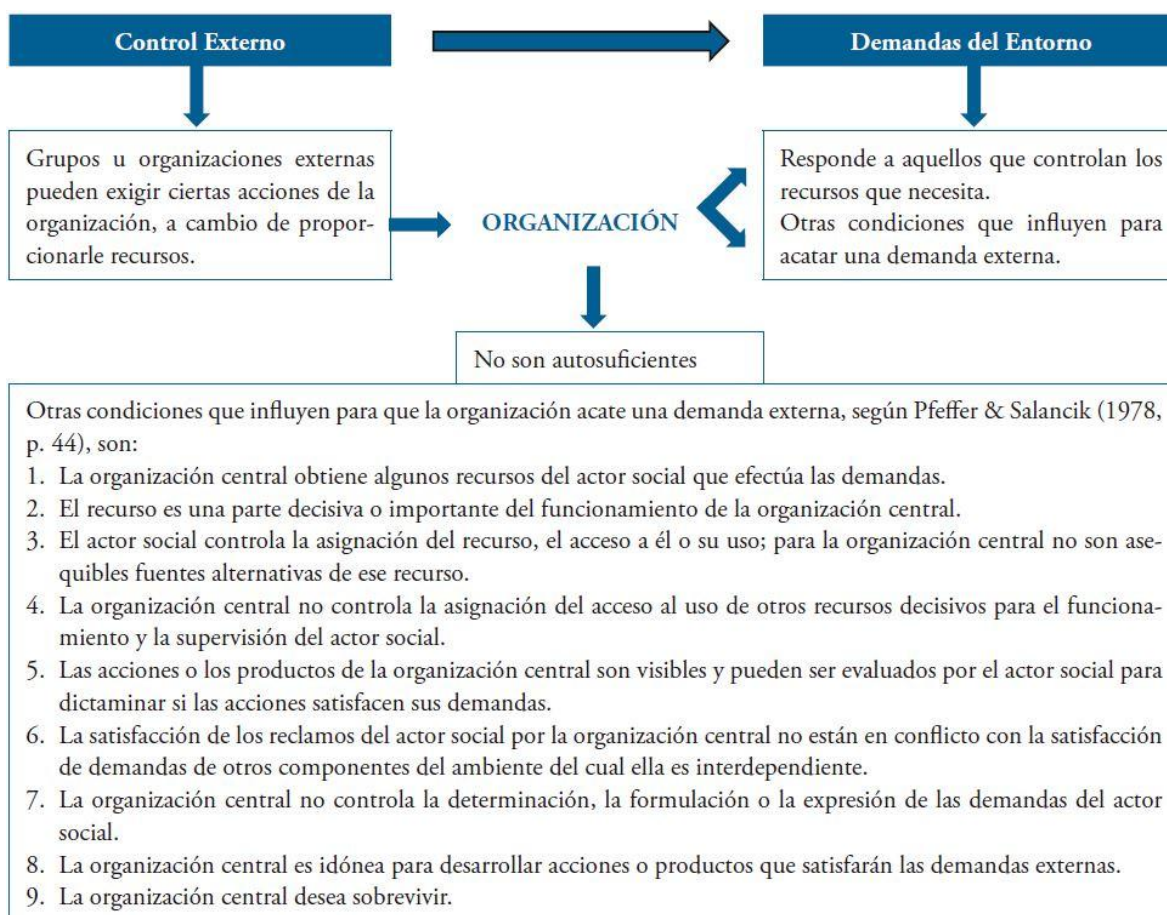 Control Externo
Demandas del Entorno
Grupos u organizaciones externas
pueden exigir ciertas acciones de la
organización, a cambio de propor-
cionarle recursos.
ORGANIZACIÓN
Responde a aquellos que controlan los
recursos que necesita.
Otras condiciones que influyen para
acatar una demanda externa.
No son autosuficientes
Otras condiciones que influyen para que la organización acate una demanda externa, según Pfeffer & Salancik (1978,
p. 44), son:
1. La organización central obtiene algunos recursos del actor social que efectúa las demandas.
2. El recurso es una parte decisiva o importante del funcionamiento de la organización central.
3. El actor social controla la asignación del recurso, el acceso a él o su uso; para la organización central no son ase-
quibles fuentes alternativas de ese recurso.
4. La organización central no controla la asignación del acceso al uso de otros recursos decisivos para el funciona-
miento y la supervisión del actor social.
5. Las acciones o los productos de la organización central son visibles y pueden ser evaluados por el actor social para
dictaminar si las acciones satisfacen sus demandas.
6. La satisfacción de los reclamos del actor social por la organización central no están en conflicto con la satisfacción
de demandas de otros componentes del ambiente del cual ella es interdependiente.
7. La organización central no controla la determinación, la formulación o la expresión de las demandas del actor
social.
8. La organización central es idónea para desarrollar acciones o productos que satisfarán las demandas externas.
9. La organización central desea sobrevivir.